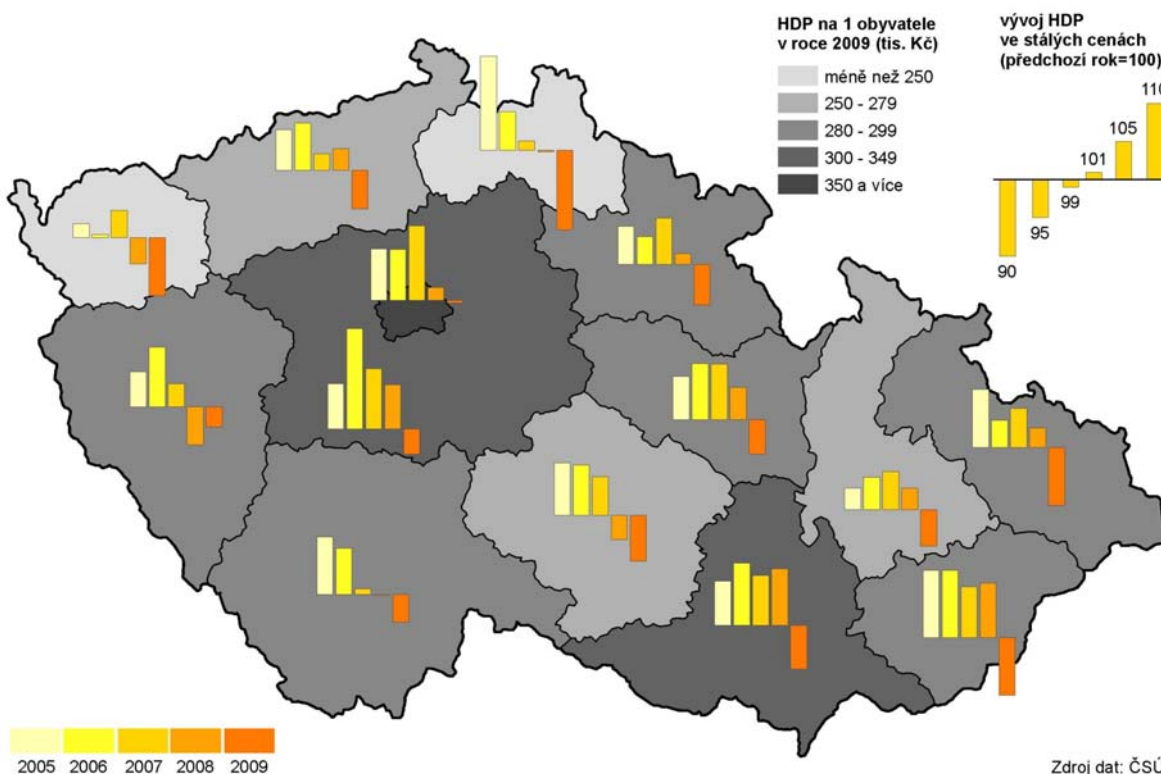 HDP na 1 obyvatele
v roce 2009 (tis. Kč)
méně než 250
250 - 279
280 - 299
300 - 349
350 a více
vývoj HDP
ve stálých cenách
(předchozí rok=100)
110
105
101
99
95
90
2005 2006 2007 2008 2009
Zdroj dat: ČSÚ